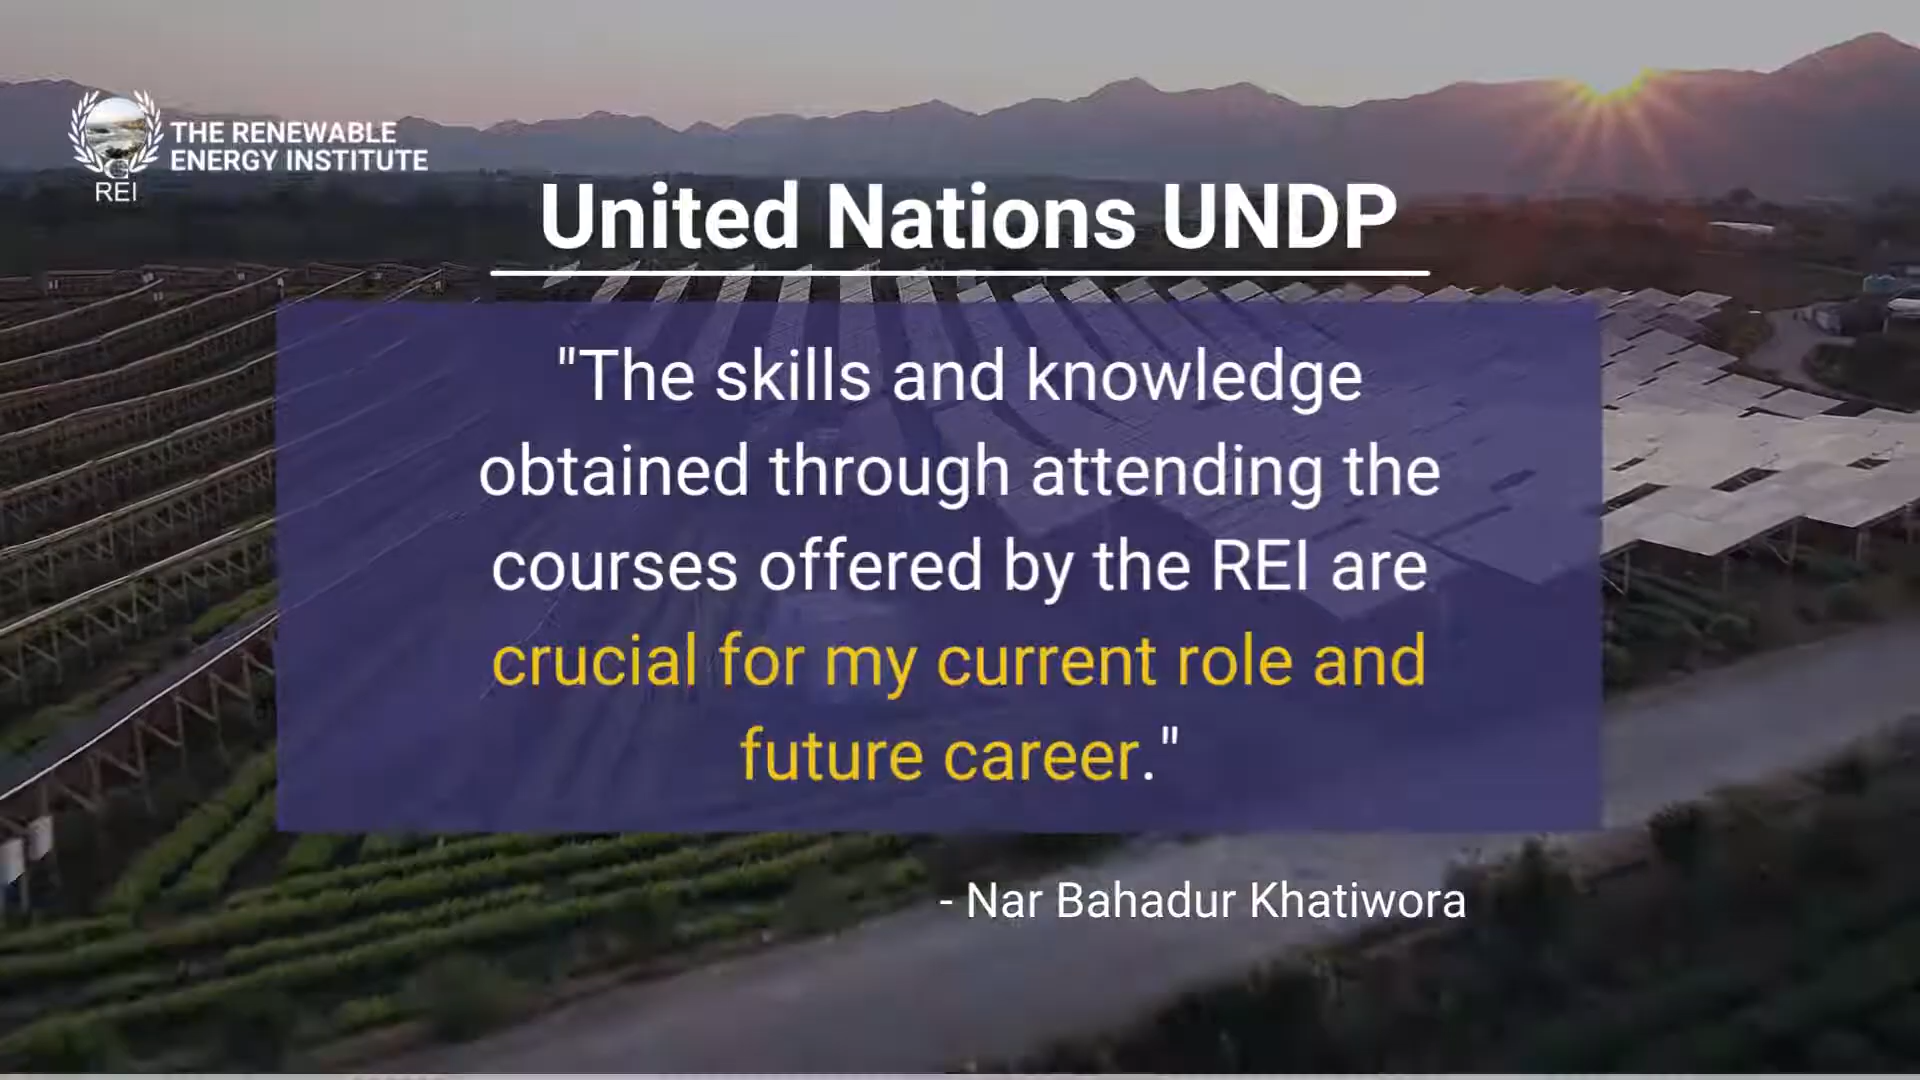 THE RENEWABLE
ENERGY INSTITUTE
REI
United Nations UNDP
"The skills and knowledge
obtained through attending the
courses offered by the REI are
crucial for my current role and
future career."
- Nar Bahadur Khatiwora